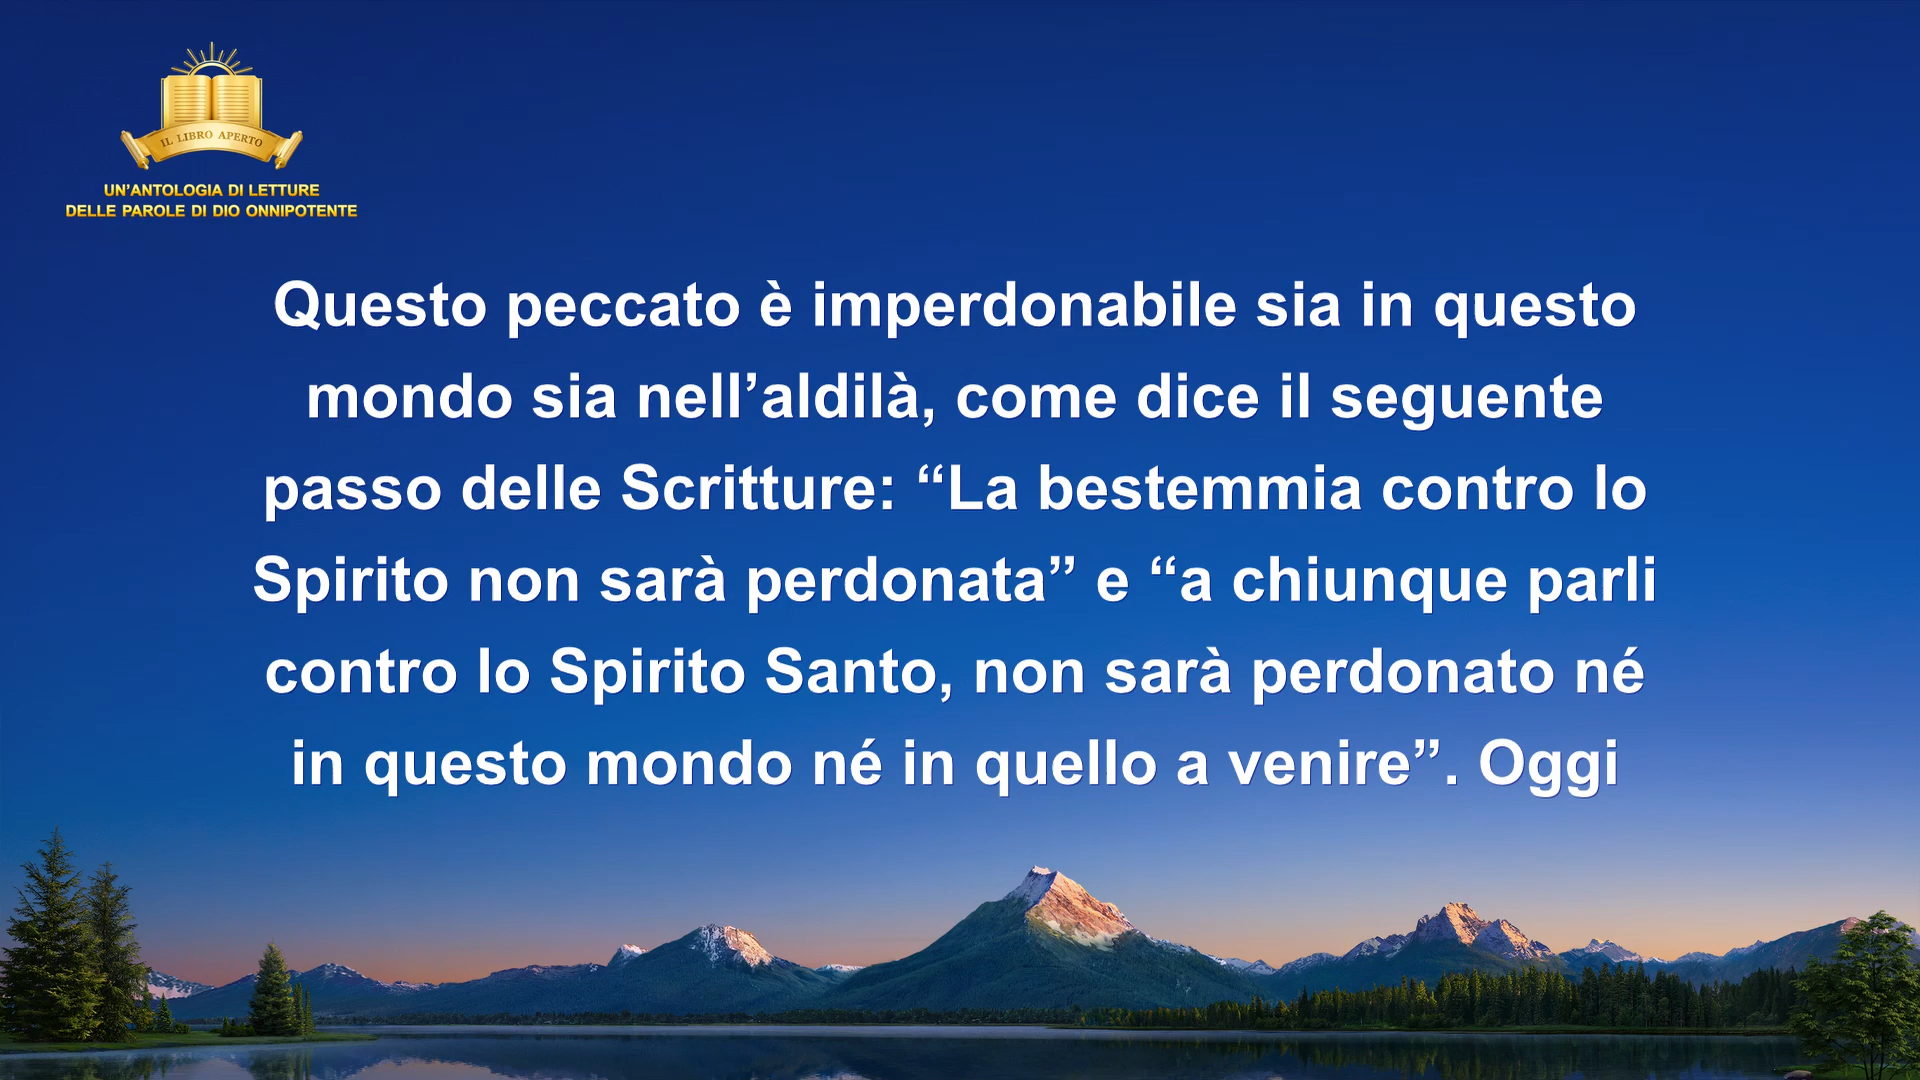 IL LIBRO APERTO
UN’ANTOLOGIA DI LETTURE
DELLE PAROLE DI DIO ONNIPOTENTE
Questo peccato è imperdonabile sia in questo
mondo sia nell’aldilà, come dice il seguente
passo delle Scritture: “La bestemmia contro lo
Spirito non sarà perdonata” e “a chiunque parli
contro lo Spirito Santo, non sarà perdonato né
in questo mondo né in quello a venire”. Oggi